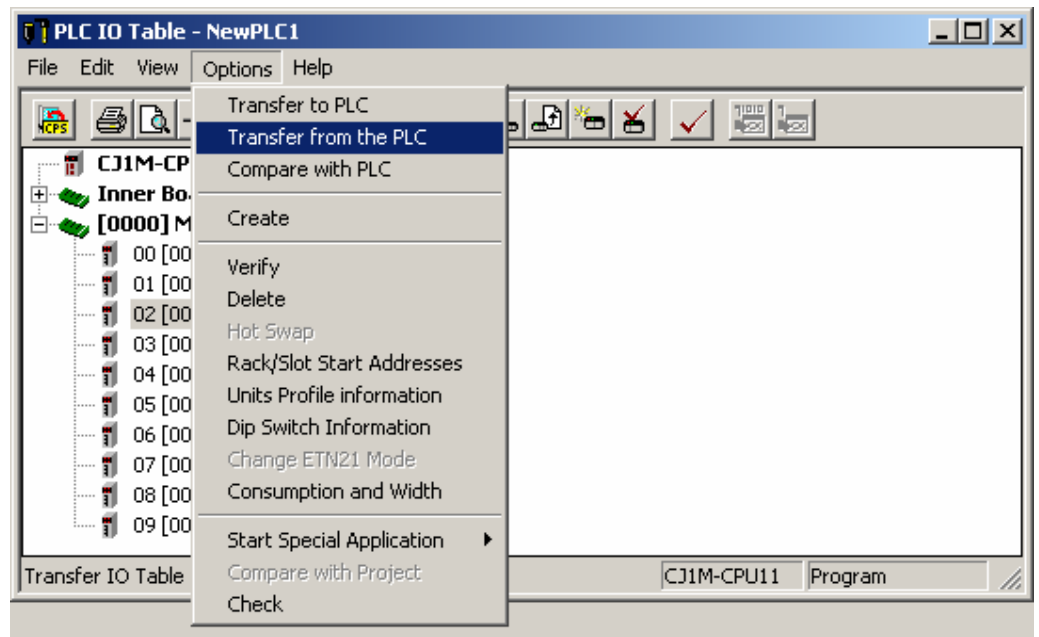 PLC IO Table - NewPLC1
File Edit View Options Help
CPS
Transfer to PLC
Transfer from the PLC
Compare with PLC
Create
Verify
Delete
Hot Swap
Rack/Slot Start Addresses
Units Profile information
Dip Switch Information
Change ETN21 Mode
Consumption and Width
Start Special Application
Compare with Project
Check
CJ1M-CP
Inner Bo
[0000] M
00 [00
01 [00
02 [00
03 [00
04 [00
05 [00
06 [00
07 [00
08 [00
09 [00
Transfer IO Table
CJ1M-CPU11
Program